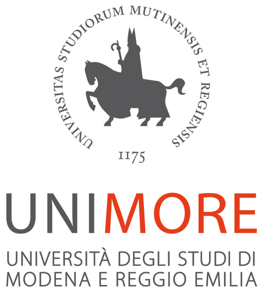 UNIVERSITAS STUDIORUM MUTINENSIS ET REGIENSIS
1175
UNIMORE
UNIVERSITÀ DEGLI STUDI DI
MODENA E REGGIO EMILIA